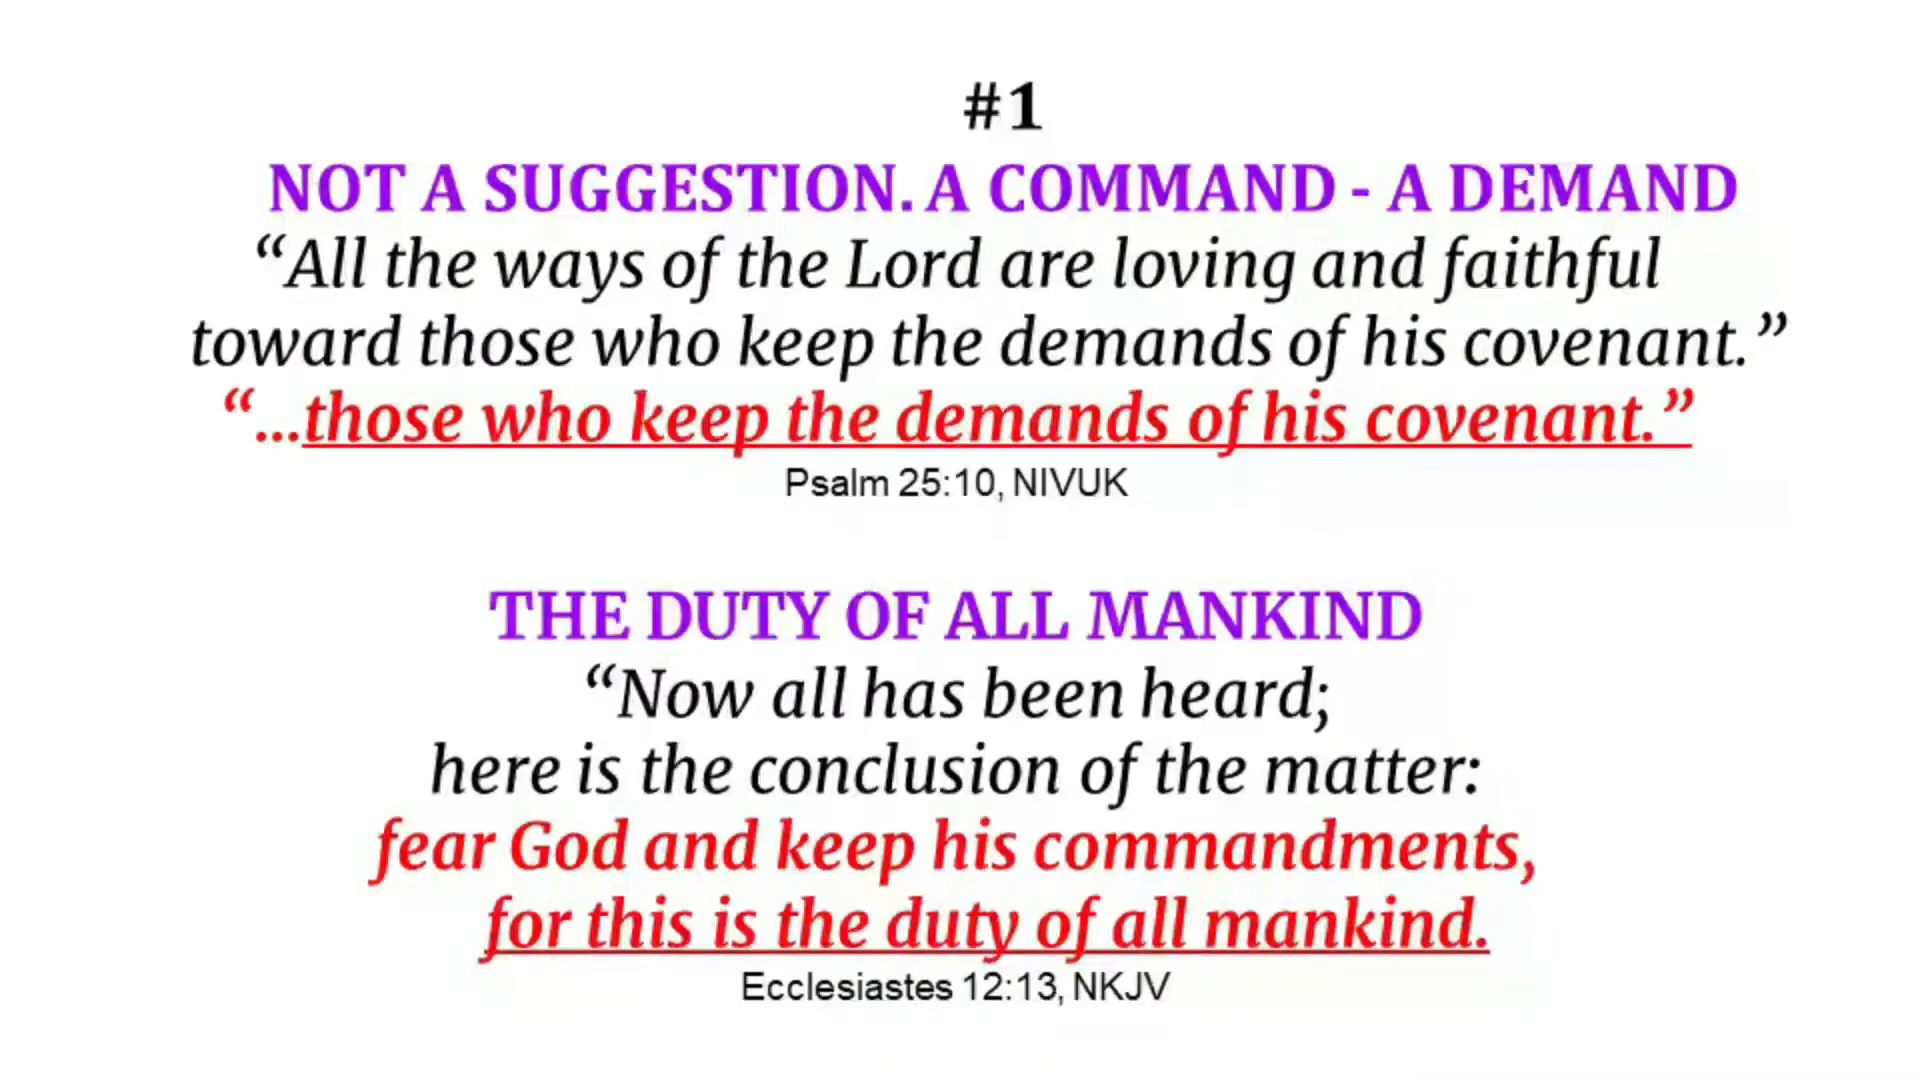 #1
NOT A SUGGESTION. A COMMAND - A DEMAND
“All the ways of the Lord are loving and faithful
toward those who keep the demands of his covenant.”
“...those who keep the demands of his covenant.”
Psalm 25:10, NIVUK
THE DUTY OF ALL MANKIND
“Now all has been heard;
here is the conclusion of the matter:
fear God and keep his commandments,
for this is the duty of all mankind.
Ecclesiastes 12:13, NKJV